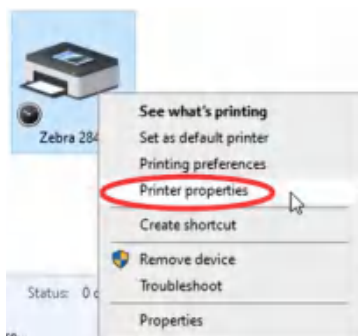 See what's printing
Zebra 284
Set as default printer
Printing preferences
Printer properties
Create shortcut
Remove device
Status: 0
Troubleshoot
Properties